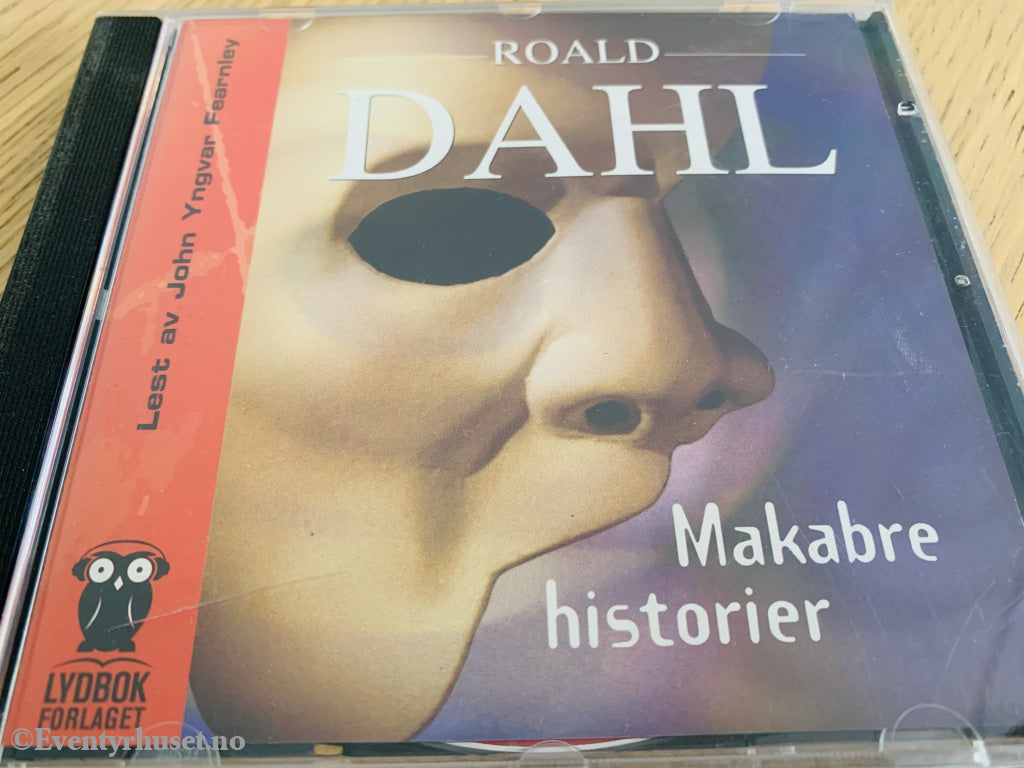 ROALD
DAHL
Makabre
historier
Lest av John Yngvar Fearnley
LYDBOK
FORLAGET
©Eventyrhuset.no